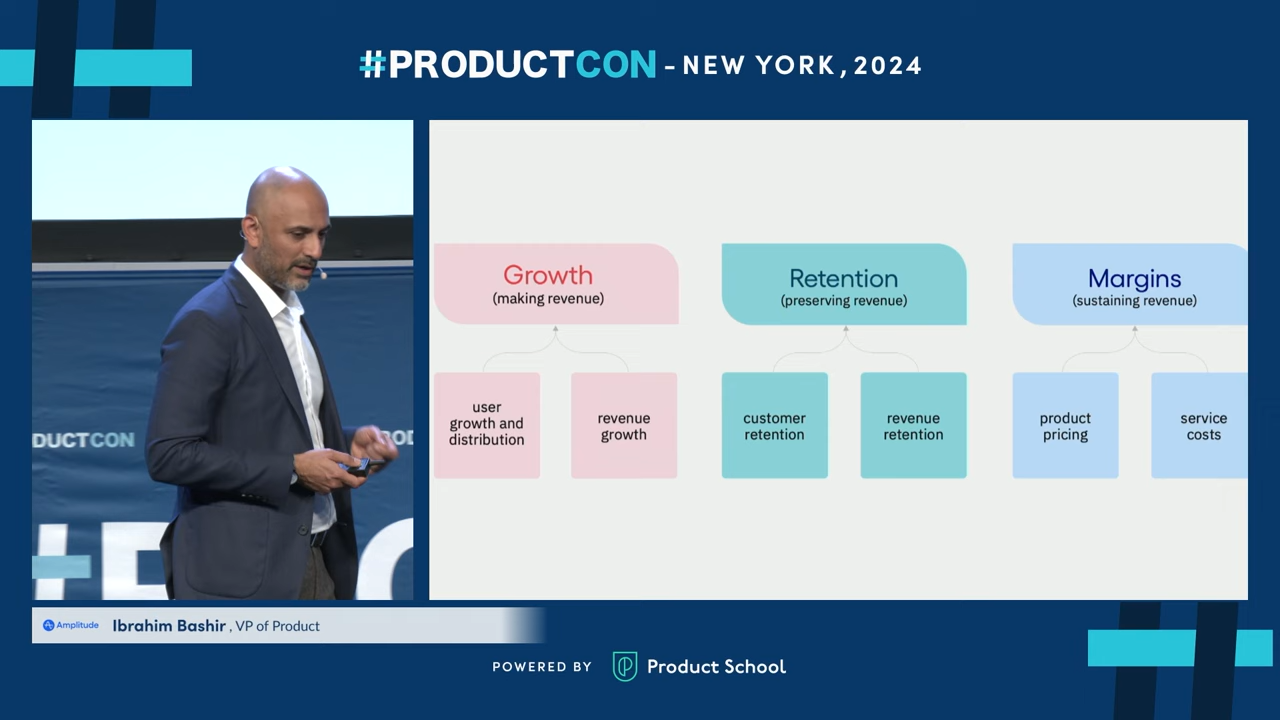 #PRODUCTCON - NEW YORK, 2024
DUCTCON
Growth
(making revenue)
user
growth and
distribution
revenue
growth
Retention
(preserving revenue)
customer
retention
revenue
retention
Margins
(sustaining revenue)
product
pricing
service
costs
Amplitude Ibrahim Bashir, VP of Product
POWERED BY Product School